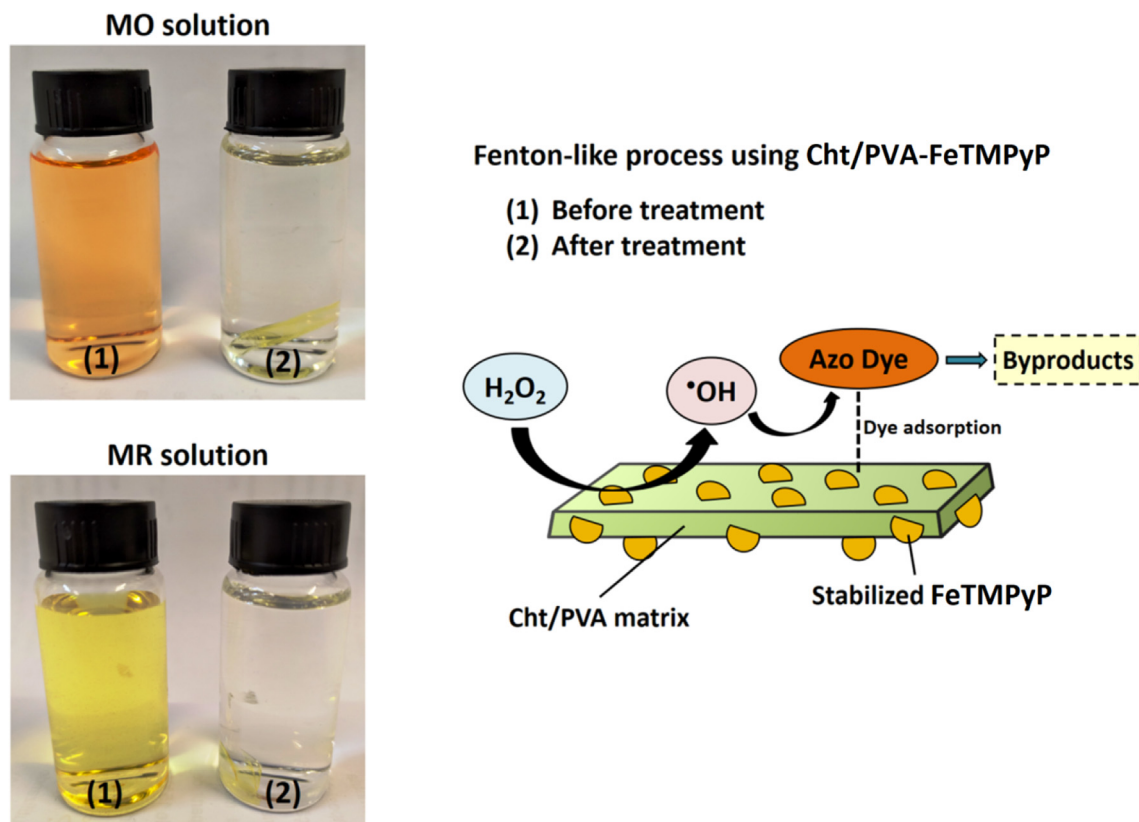 MO solution
(1)
(2)
MR solution
(1)
(2)
Fenton-like process using Cht/PVA-FeTMPyP
(1) Before treatment
(2) After treatment
H₂O₂
•OH
Azo Dye
Byproducts
Dye adsorption
Cht/PVA matrix
Stabilized FeTMPyP